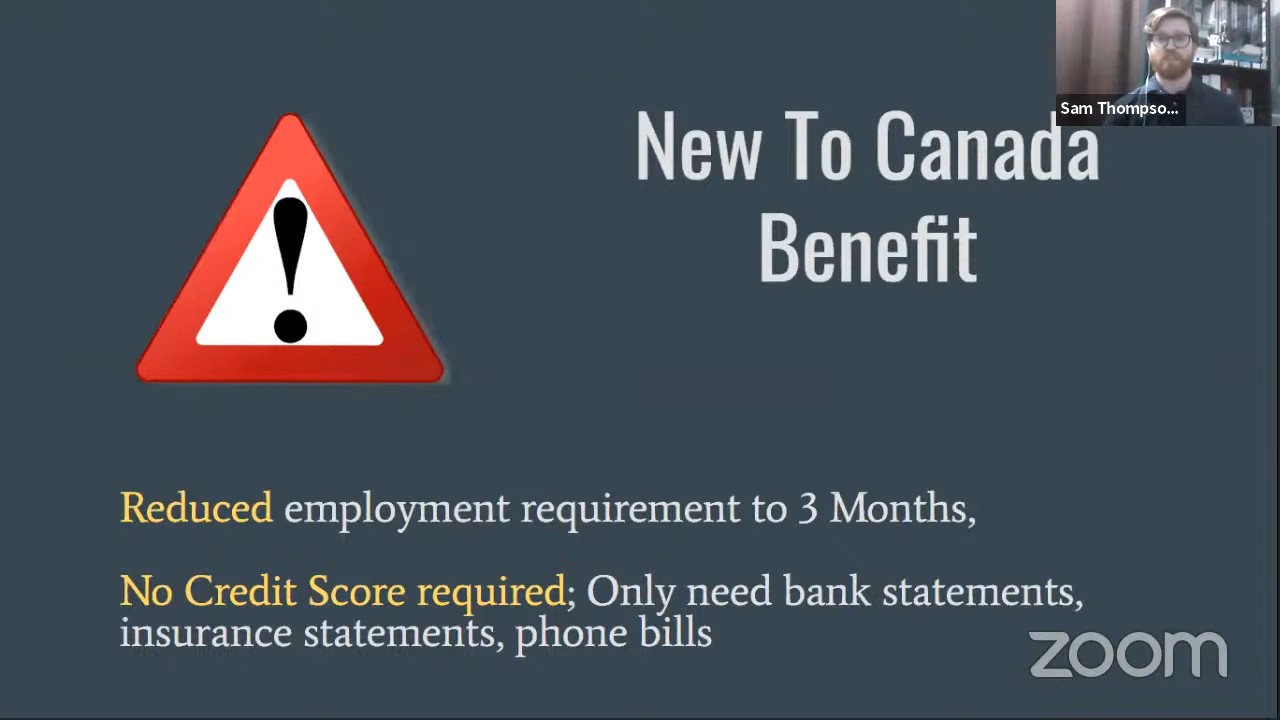 Sam Thompso...
New To Canada
Benefit
Reduced employment requirement to 3 Months,
No Credit Score required; Only need bank statements,
insurance statements, phone bills
zoom